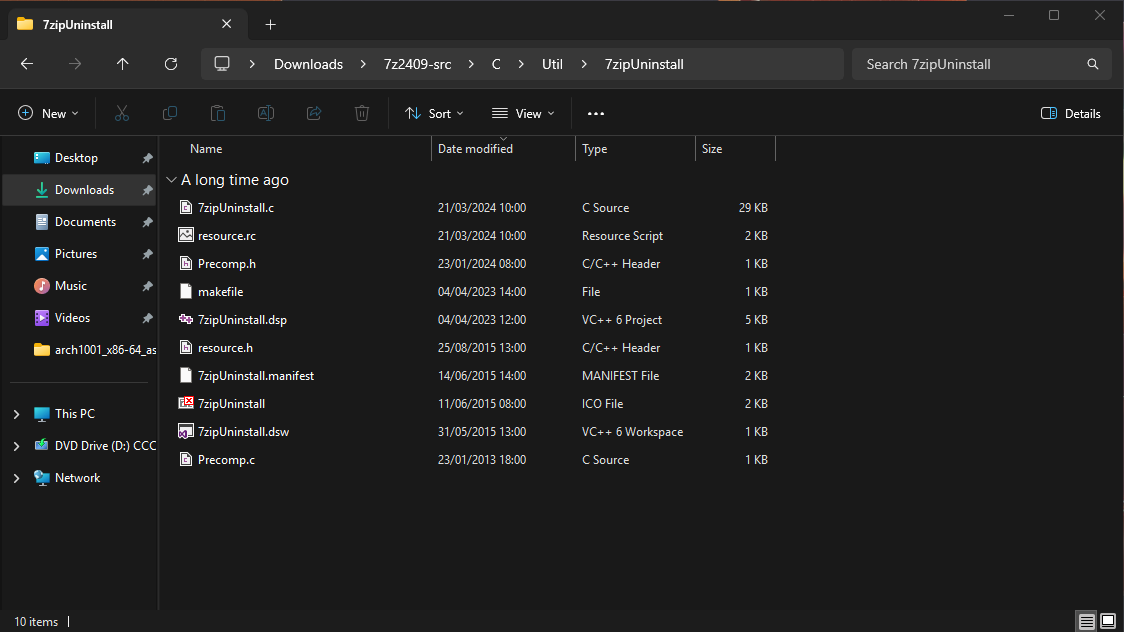 7zipUninstall
Downloads > 7z2409-src > C > Util > 7zipUninstall
Search 7zipUninstall
New
Sort
View
Details
Desktop
Downloads
Documents
Pictures
Music
Videos
arch1001_x86-64_as
This PC
DVD Drive (D:) CCC
Network
Name Date modified Type Size
A long time ago
7zipUninstall.c 21/03/2024 10:00 C Source 29 KB
resource.rc 21/03/2024 10:00 Resource Script 2 KB
Precomp.h 23/01/2024 08:00 C/C++ Header 1 KB
makefile 04/04/2023 14:00 File 1 KB
7zipUninstall.dsp 04/04/2023 12:00 VC++ 6 Project 5 KB
resource.h 25/08/2015 13:00 C/C++ Header 1 KB
7zipUninstall.manifest 14/06/2015 14:00 MANIFEST File 2 KB
7zipUninstall 11/06/2015 08:00 ICO File 2 KB
7zipUninstall.dsw 31/05/2015 13:00 VC++ 6 Workspace 1 KB
Precomp.c 23/01/2013 18:00 C Source 1 KB
10 items